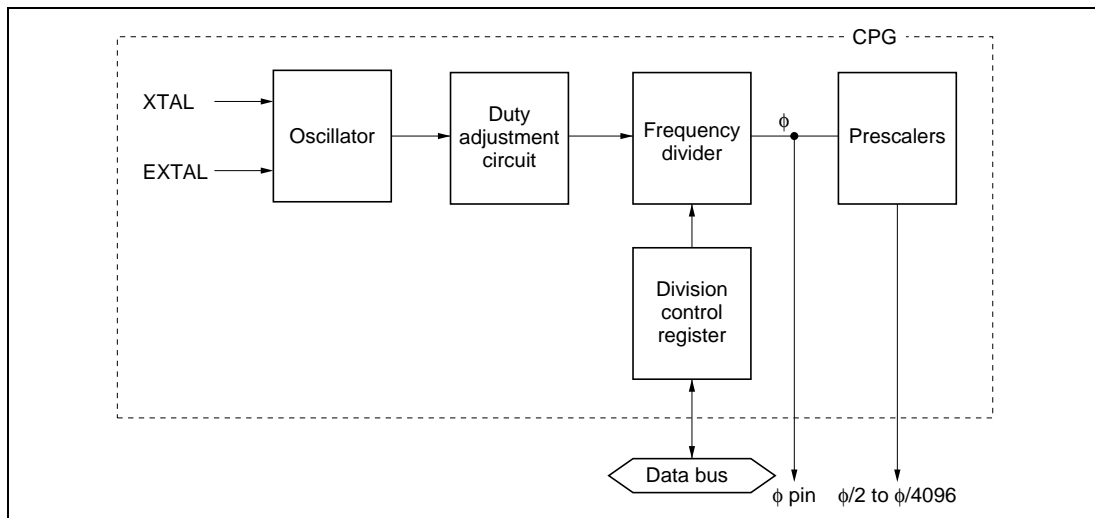 CPG
XTAL
EXTAL
Oscillator
Duty
adjustment
circuit
Frequency
divider
ϕ
Prescalers
Division
control
register
Data bus
ϕ pin
ϕ/2 to ϕ/4096